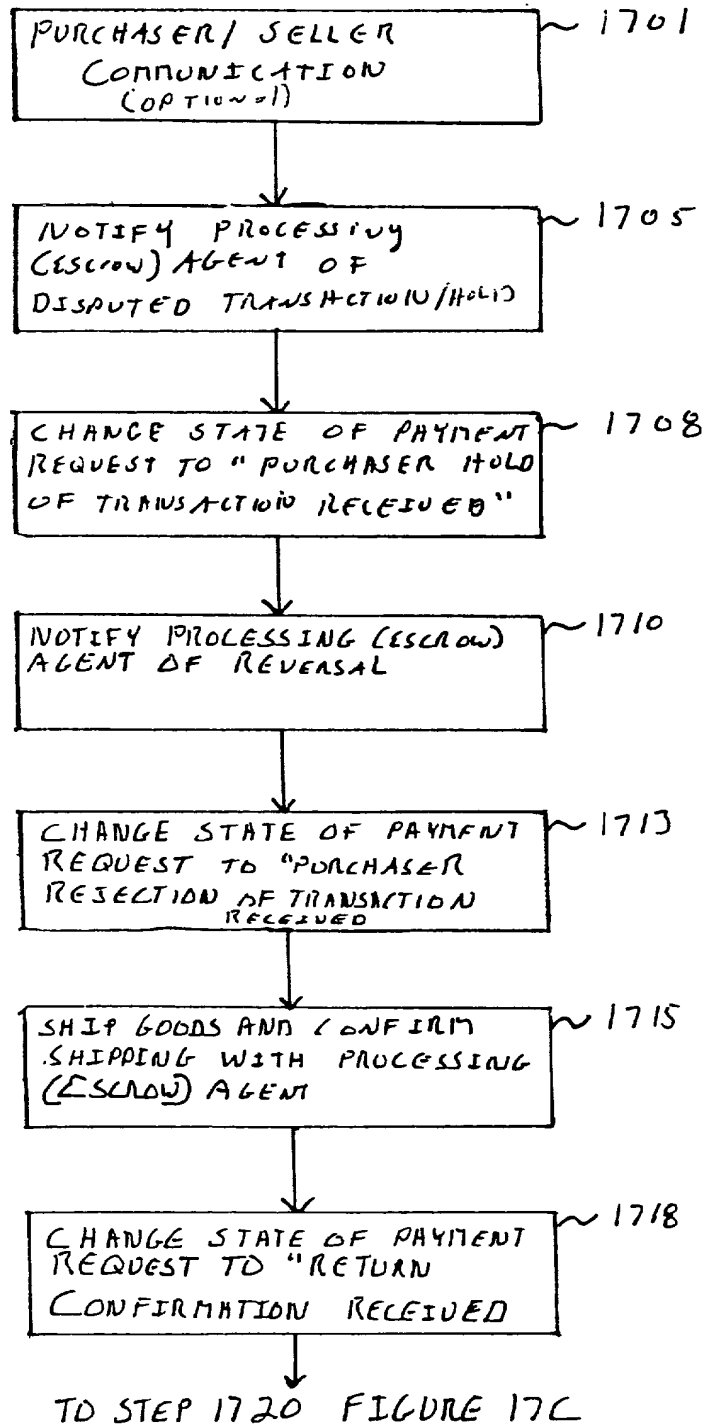 PURCHASER/ SELLER
COMMUNICATION
(OPTION=1)
1701
NOTIFY PROCESSING
(ESCROW) AGENT OF
DISPUTED TRANSACTION/HOLD
1705
CHANGE STATE OF PAYMENT
REQUEST TO "PURCHASER HOLD
OF TRANSACTION RECEIVED"
1708
NOTIFY PROCESSING (ESCROW)
AGENT OF REVERSAL
1710
CHANGE STATE OF PAYMENT
REQUEST TO "PURCHASER
REJECTION OF TRANSACTION
RECEIVED
1713
SHIP GOODS AND CONFIRM
SHIPPING WITH PROCESSING
(ESCROW) AGENT
1715
CHANGE STATE OF PAYMENT
REQUEST TO "RETURN
CONFIRMATION RECEIVED
1718
TO STEP 1720 FIGURE 17C